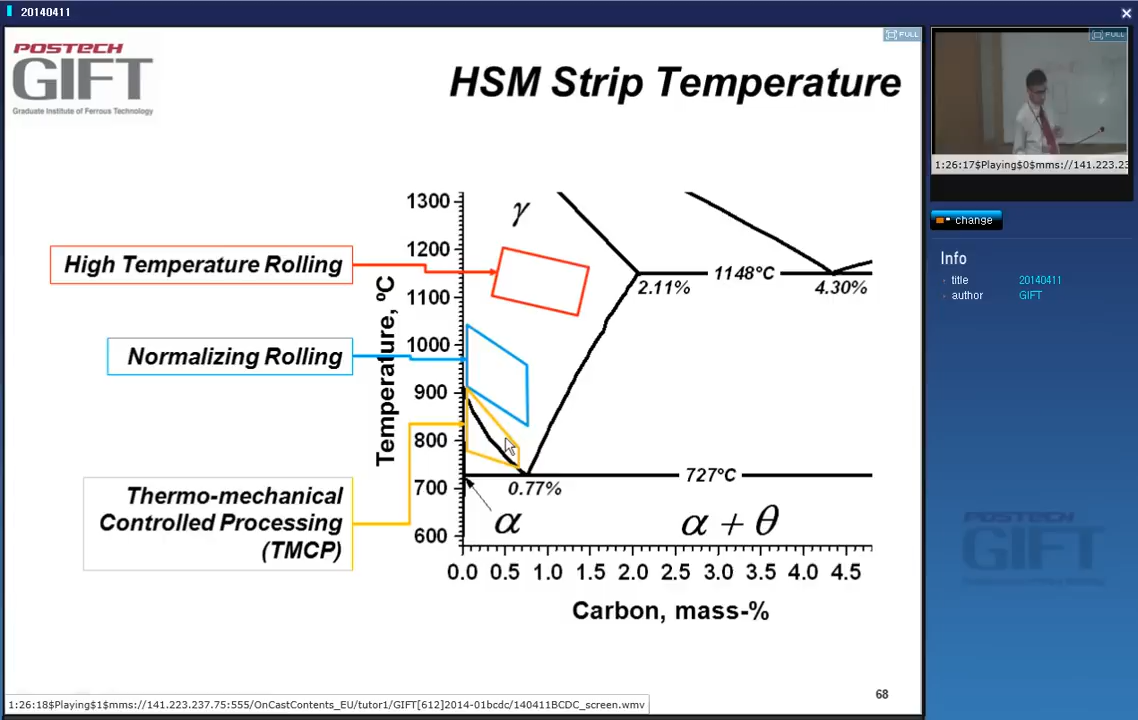 20140411
POSTECH
GIFT
Graduate Institute of Ferrous Technology
FULL
HSM Strip Temperature
FULL
1:26:17$Playing$0$mms://141.223.23
change
Info
title 20140411
author GIFT
High Temperature Rolling
Normalizing Rolling
Thermo-mechanical
Controlled Processing
(TMCP)
Temperature, ºC
1300
1200
1100
1000
900
800
700
600
γ
1148°C
2.11%
4.30%
727°C
0.77%
α
α + θ
0.0 0.5 1.0 1.5 2.0 2.5 3.0 3.5 4.0 4.5
Carbon, mass-%
POSTECH
GIFT
68
1:26:18$Playing$1$mms://141.223.237.75:555/OnCastContents_EU/tutor1/GIFT[612]2014-01bcdc/140411BCDC_screen.wmv